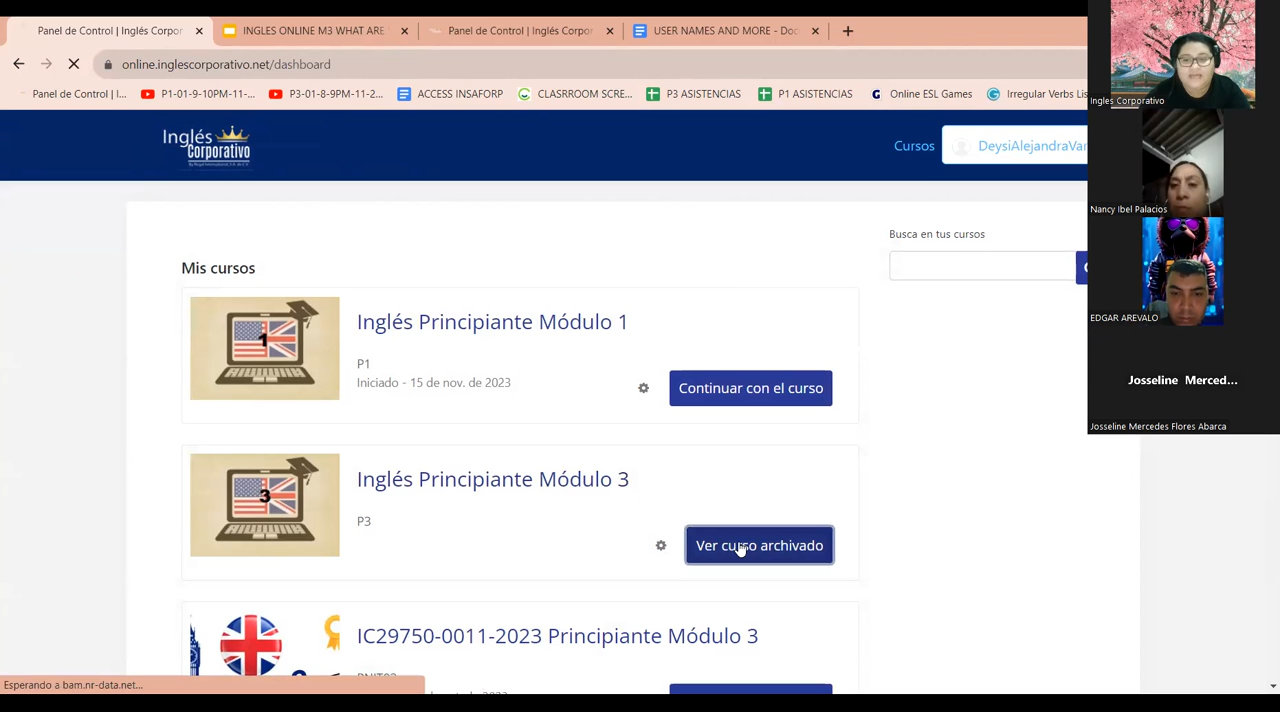 Panel de Control | Inglés Corpor
INGLES ONLINE M3 WHAT ARE
Panel de Control | Inglés Corpor
USER NAMES AND MORE - Doc
online.inglescorporativo.net/dashboard
Panel de Control | I...
P1-01-9-10PM-11-...
P3-01-8-9PM-11-2...
ACCESS INSAFORP
CLASRROOM SCRE...
P3 ASISTENCIAS
P1 ASISTENCIAS
Online ESL Games
Irregular Verbs Lis
Ingles Corporativo
Inglés
Corporativo
Cursos
DeysiAlejandraVar
Nancy Ibel Palacios
Busca en tus cursos
Mis cursos
1
Inglés Principiante Módulo 1
P1
Iniciado - 15 de nov. de 2023
Continuar con el curso
EDGAR AREVALO
Josseline Merced...
Josseline Mercedes Flores Abarca
3
Inglés Principiante Módulo 3
P3
Ver curso archivado
IC29750-0011-2023 Principiante Módulo 3
Esperando a bam.nr-data.net...